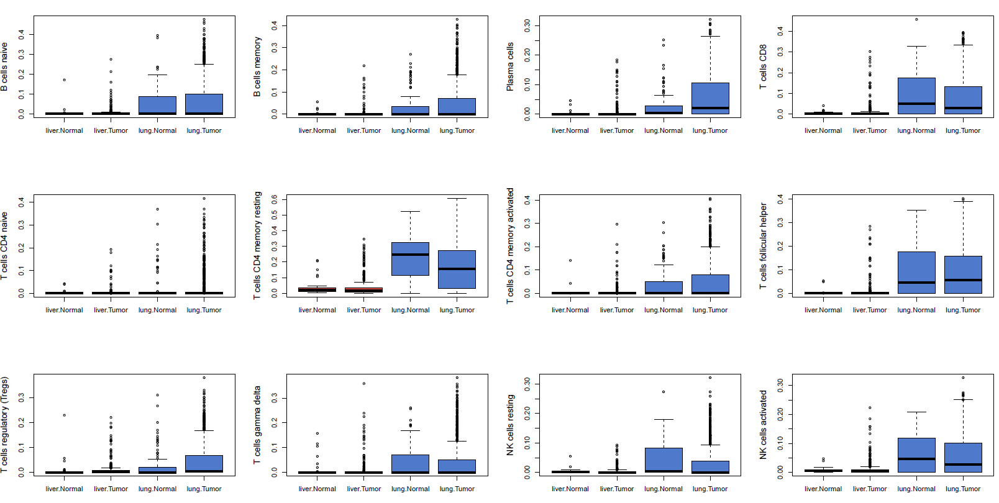 B cells naive
0.0 0.1 0.2 0.3 0.4
liver.Normal liver.Tumor lung.Normal lung.Tumor
B cells memory
0.0 0.1 0.2 0.3 0.4
liver.Normal liver.Tumor lung.Normal lung.Tumor
Plasma cells
0.00 0.10 0.20 0.30
liver.Normal liver.Tumor lung.Normal lung.Tumor
T cells CD8
0.0 0.1 0.2 0.3 0.4
liver.Normal liver.Tumor lung.Normal lung.Tumor
T cells CD4 naive
0.0 0.1 0.2 0.3 0.4
liver.Normal liver.Tumor lung.Normal lung.Tumor
T cells CD4 memory resting
0.0 0.1 0.2 0.3 0.4 0.5 0.6
liver.Normal liver.Tumor lung.Normal lung.Tumor
T cells CD4 memory activated
0.0 0.1 0.2 0.3 0.4
liver.Normal liver.Tumor lung.Normal lung.Tumor
T cells follicular helper
0.0 0.1 0.2 0.3 0.4
liver.Normal liver.Tumor lung.Normal lung.Tumor
T cells regulatory (Tregs)
0.0 0.1 0.2 0.3
liver.Normal liver.Tumor lung.Normal lung.Tumor
T cells gamma delta
0.0 0.1 0.2 0.3
liver.Normal liver.Tumor lung.Normal lung.Tumor
NK cells resting
0.00 0.10 0.20 0.30
liver.Normal liver.Tumor lung.Normal lung.Tumor
NK cells activated
0.00 0.10 0.20 0.30
liver.Normal liver.Tumor lung.Normal lung.Tumor